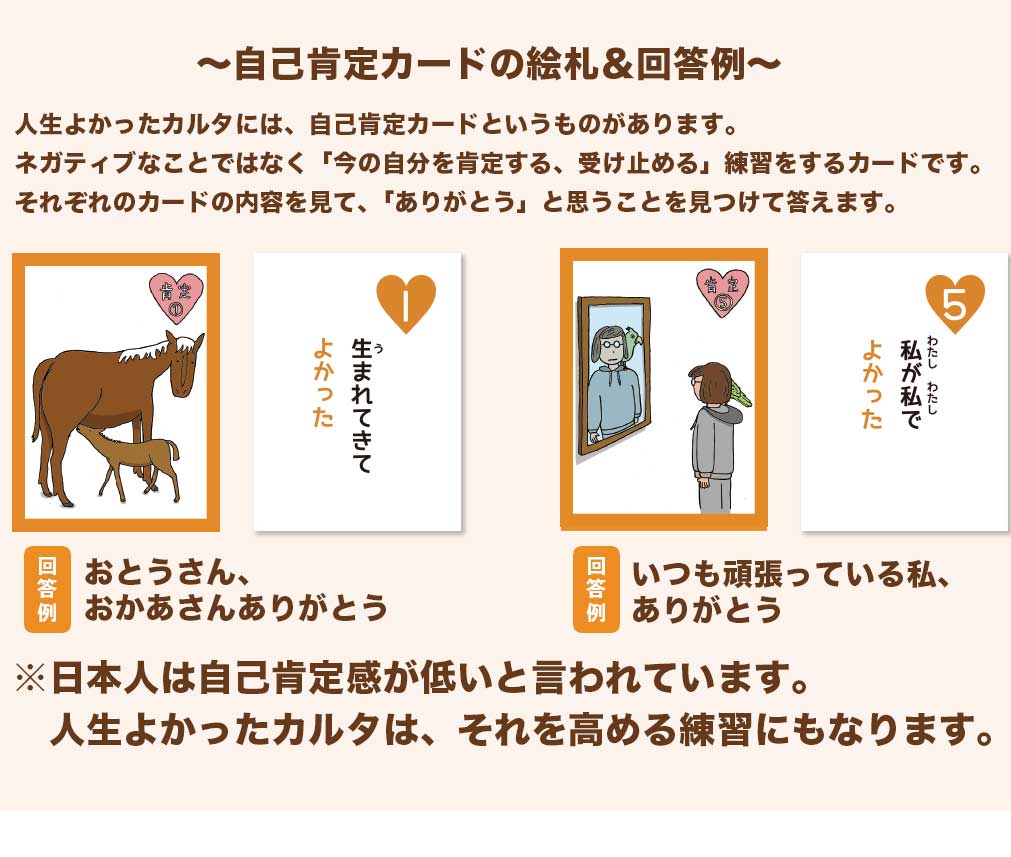 ～自己肯定カードの絵札＆回答例～
人生よかったカルタには、自己肯定カードというものがあります。
ネガティブなことではなく「今の自分を肯定する、受け止める」練習をするカードです。
それぞれのカードの内容を見て、「ありがとう」と思うことを見つけて答えます。
肯定
①
1
う
生まれてきて
よかった
肯定
⑤
5
わたし わたし
私が私で
よかった
回答例
おとうさん、
おかあさんありがとう
回答例
いつも頑張っている私、
ありがとう
※日本人は自己肯定感が低いと言われています。
人生よかったカルタは、それを高める練習にもなります。